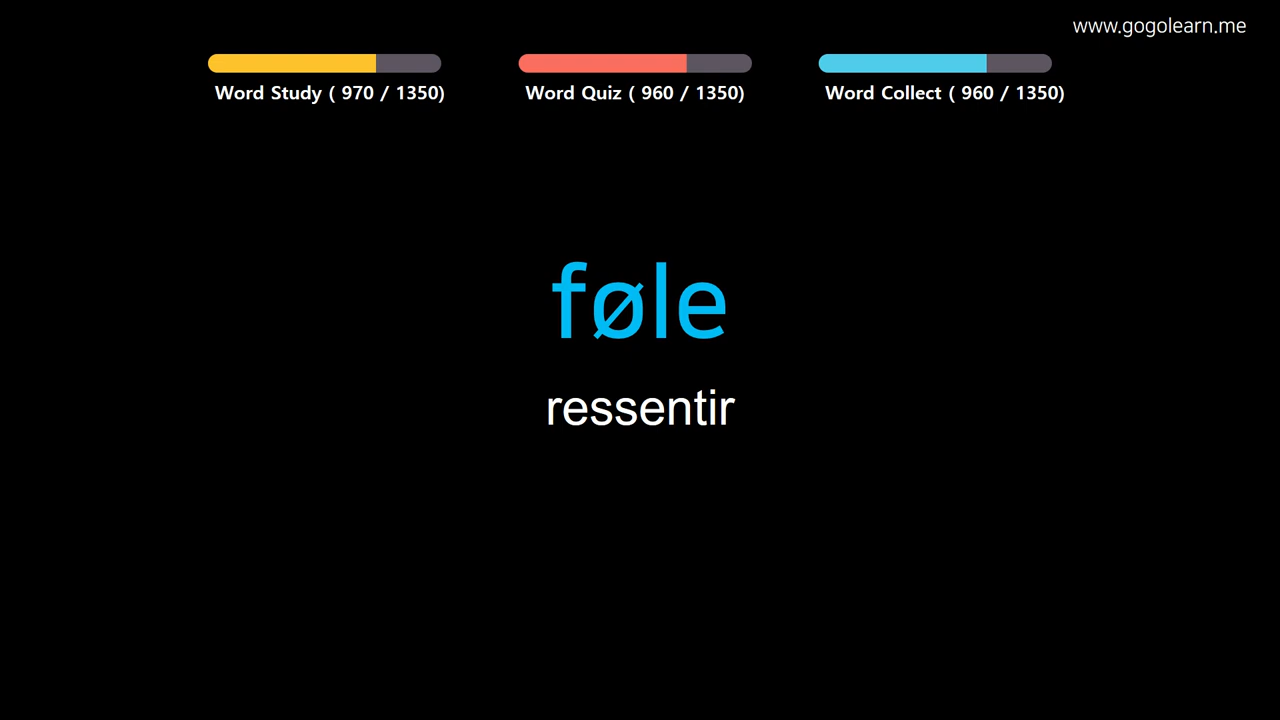 www.gogolearn.me
Word Study ( 970 / 1350)
Word Quiz ( 960 / 1350)
Word Collect ( 960 / 1350)
føle
ressentir